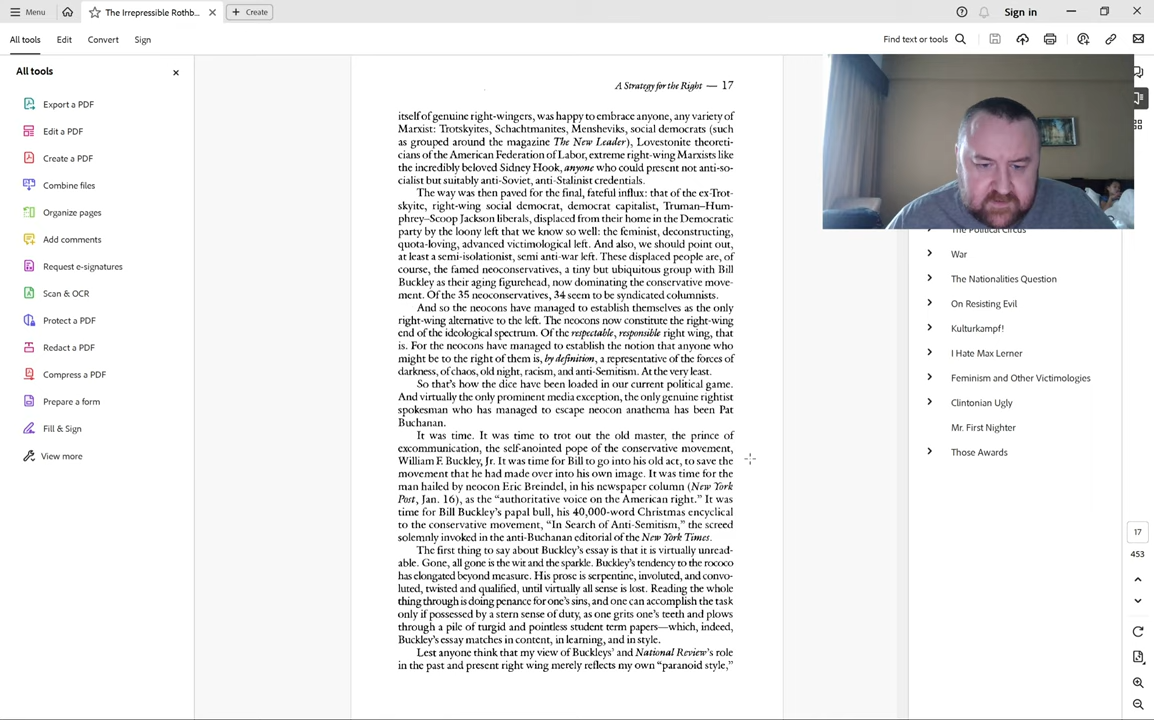 Menu
The Irrepressible Rothb...
Create
Sign in
All tools
Edit
Convert
Sign
Find text or tools
All tools
Export a PDF
Edit a PDF
Create a PDF
Combine files
Organize pages
Add comments
Request e-signatures
Scan & OCR
Protect a PDF
Redact a PDF
Compress a PDF
Prepare a form
Fill & Sign
View more
A Strategy for the Right — 17
itself of genuine right-wingers, was happy to embrace anyone, any variety of
Marxist: Trotskyites, Schachtmanites, Mensheviks, social democrats (such
as grouped around the magazine The New Leader), Lovestonite theoreti-
cians of the American Federation of Labor, extreme right-wing Marxists like
the incredibly beloved Sidney Hook, anyone who could present not anti-so-
cialist but suitably anti-Soviet, anti-Stalinist credentials.
The way was then paved for the final, fateful influx: that of the ex-Trot-
skyite, right-wing social democrat, democrat capitalist, Truman–Hum-
phrey–Scoop Jackson liberals, displaced from their home in the Democratic
party by the loony left that we know so well: the feminist, deconstructing,
quota-loving, advanced victimological left. And also, we should point out,
at least a semi-isolationist, semi anti-war left. These displaced people are, of
course, the famed neoconservatives, a tiny but ubiquitous group with Bill
Buckley as their aging figurehead, now dominating the conservative move-
ment. Of the 35 neoconservatives, 34 seem to be syndicated columnists.
And so the neocons have managed to establish themselves as the only
right-wing alternative to the left. The neocons now constitute the right-wing
end of the ideological spectrum. Of the respectable, responsible right wing, that
is. For the neocons have managed to establish the notion that anyone who
might be to the right of them is, by definition, a representative of the forces of
darkness, of chaos, old night, racism, and anti-Semitism. At the very least.
So that's how the dice have been loaded in our current political game.
And virtually the only prominent media exception, the only genuine rightist
spokesman who has managed to escape neocon anathema has been Pat
Buchanan.
It was time. It was time to trot out the old master, the prince of
excommunication, the self-anointed pope of the conservative movement,
William F. Buckley, Jr. It was time for Bill to go into his old act, to save the
movement that he had made over into his own image. It was time for the
man hailed by neocon Eric Breindel, in his newspaper column (New York
Post, Jan. 16), as the "authoritative voice on the American right." It was
time for Bill Buckley's papal bull, his 40,000-word Christmas encyclical
to the conservative movement, "In Search of Anti-Semitism," the screed
solemnly invoked in the anti-Buchanan editorial of the New York Times.
The first thing to say about Buckley's essay is that it is virtually unread-
able. Gone, all gone is the wit and the sparkle. Buckley's tendency to the rococo
has elongated beyond measure. His prose is serpentine, involuted, and convo-
luted, twisted and qualified, until virtually all sense is lost. Reading the whole
thing through is doing penance for one's sins, and one can accomplish the task
only if possessed by a stern sense of duty, as one grits one's teeth and plows
through a pile of turgid and pointless student term papers—which, indeed,
Buckley's essay matches in content, in learning, and in style.
Lest anyone think that my view of Buckleys' and National Review's role
in the past and present right wing merely reflects my own "paranoid style,"
The Political Circus
War
The Nationalities Question
On Resisting Evil
Kulturkampf!
I Hate Max Lerner
Feminism and Other Victimologies
Clintonian Ugly
Mr. First Nighter
Those Awards
17
453